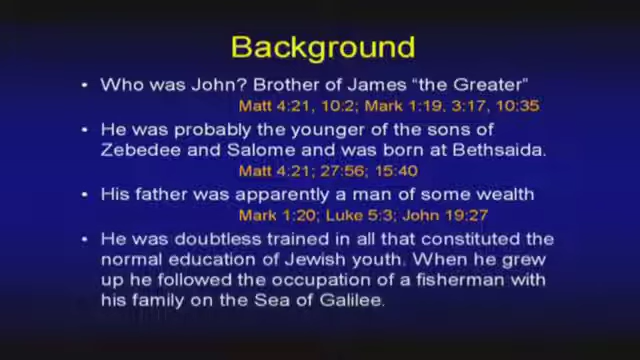 Background
• Who was John? Brother of James “the Greater”
Matt 4:21, 10:2; Mark 1:19, 3:17, 10:35
• He was probably the younger of the sons of
Zebedee and Salome and was born at Bethsaida.
Matt 4:21; 27:56; 15:40
• His father was apparently a man of some wealth
Mark 1:20; Luke 5:3; John 19:27
• He was doubtless trained in all that constituted the
normal education of Jewish youth. When he grew
up he followed the occupation of a fisherman with
his family on the Sea of Galilee.